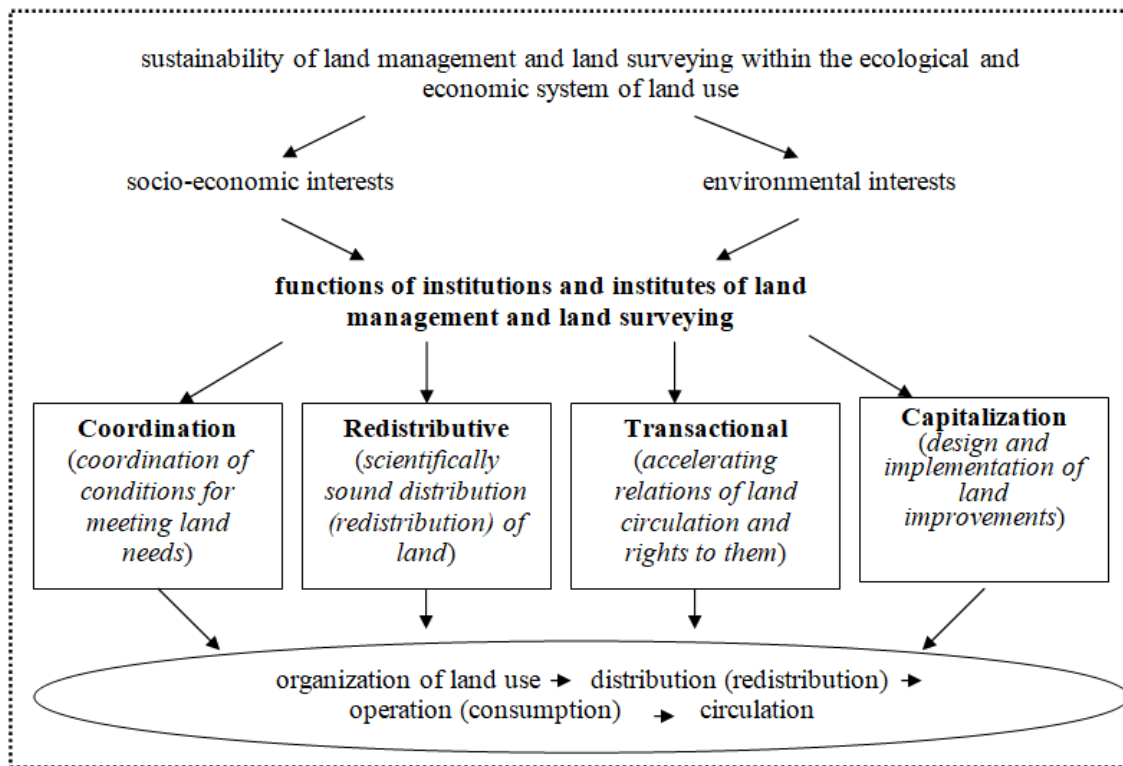 sustainability of land management and land surveying within the ecological and
economic system of land use
socio-economic interests
environmental interests
functions of institutions and institutes of land
management and land surveying
Coordination
(coordination of
conditions for
meeting land
needs)
Redistributive
(scientifically
sound distribution
(redistribution) of
land)
Transactional
(accelerating
relations of land
circulation and
rights to them)
Capitalization
(design and
implementation of
land
improvements)
organization of land use → distribution (redistribution) →
operation (consumption) → circulation